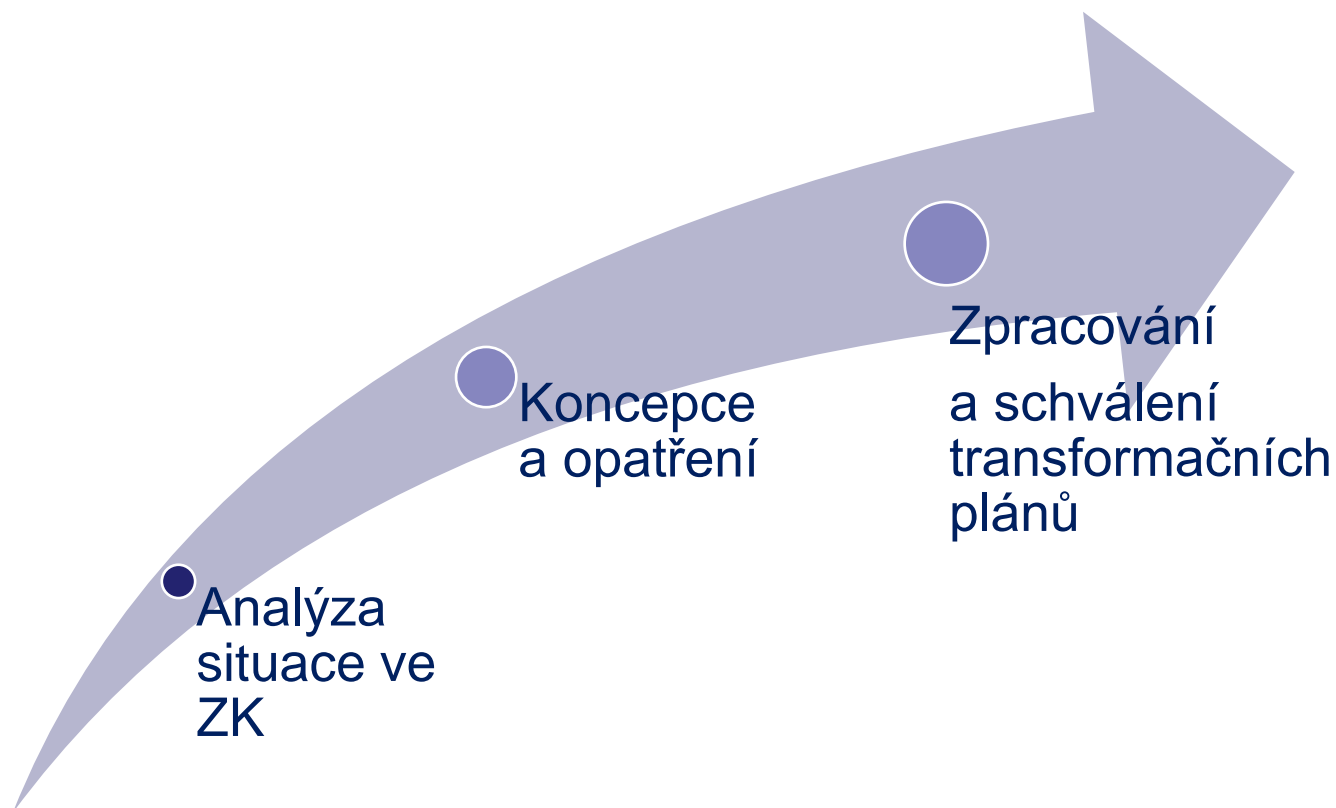 Analýza
situace ve
ZK
Koncepce
a opatření
Zpracování
a schválení
transformačních
plánů